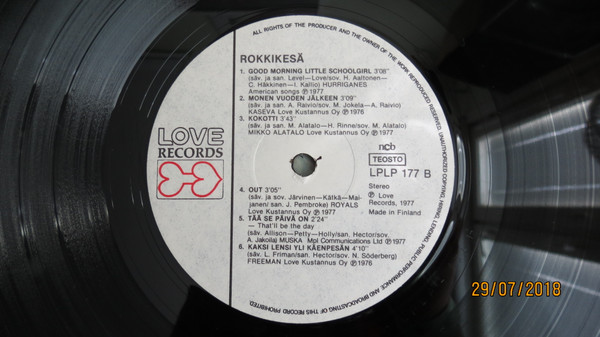 ALL RIGHTS OF THE PRODUCER AND THE OWNER OF THE WORK REPRODUCED RESERVED. UNAUTHORIZED COPYING, HIRING, LENDING, PUBLIC PERFORMANCE AND BROADCASTING OF THIS RECORD PROHIBITED.
ROKKIKESÄ
1. GOOD MORNING LITTLE SCHOOLGIRL 3'08"
(säv. ja san. Level—Love/sov. H. Aaltonen—
C. Häkkinen — I. Kallio) HURRIGANES
American songs ℗ 1977
2. MONEN VUODEN JÄLKEEN 3'09"
(säv. ja san. A. Raivio/sov. M. Jokela—A. Raivio)
KASEVA Love Kustannus Oy ℗ 1976
3. KOKOTTI 3'43"
(säv. ja san. M. Alatalo — H. Rinne/sov. M. Alatalo)
MIKKO ALATALO Love Kustannus Oy ℗ 1977
LOVE
RECORDS
ncb
TEOSTO
LPLP 177 B
Stereo
℗ Love
Records, 1977
Made in Finland
4. OUT 3'05"
(säv. ja sov Järvinen—Kätkä—Mai-
janen/ san. J. Pembroke) ROYALS
Love Kustannus Oy ℗ 1977
5. TÄÄ SE PÄIVÄ ON 2'24"
— That'll be the day
(säv. Allison—Petty—Holly/san. Hector/sov.
A. Jakoila) MUSKA Mpl Communications Ltd ℗ 1977
6. KAKSI LENSI YLI KÄENPESÄN 4'10"
(säv. L. Friman/san. Hector/sov. N. Söderberg)
FREEMAN Love Kustannus Oy ℗ 1976
29/07/2018